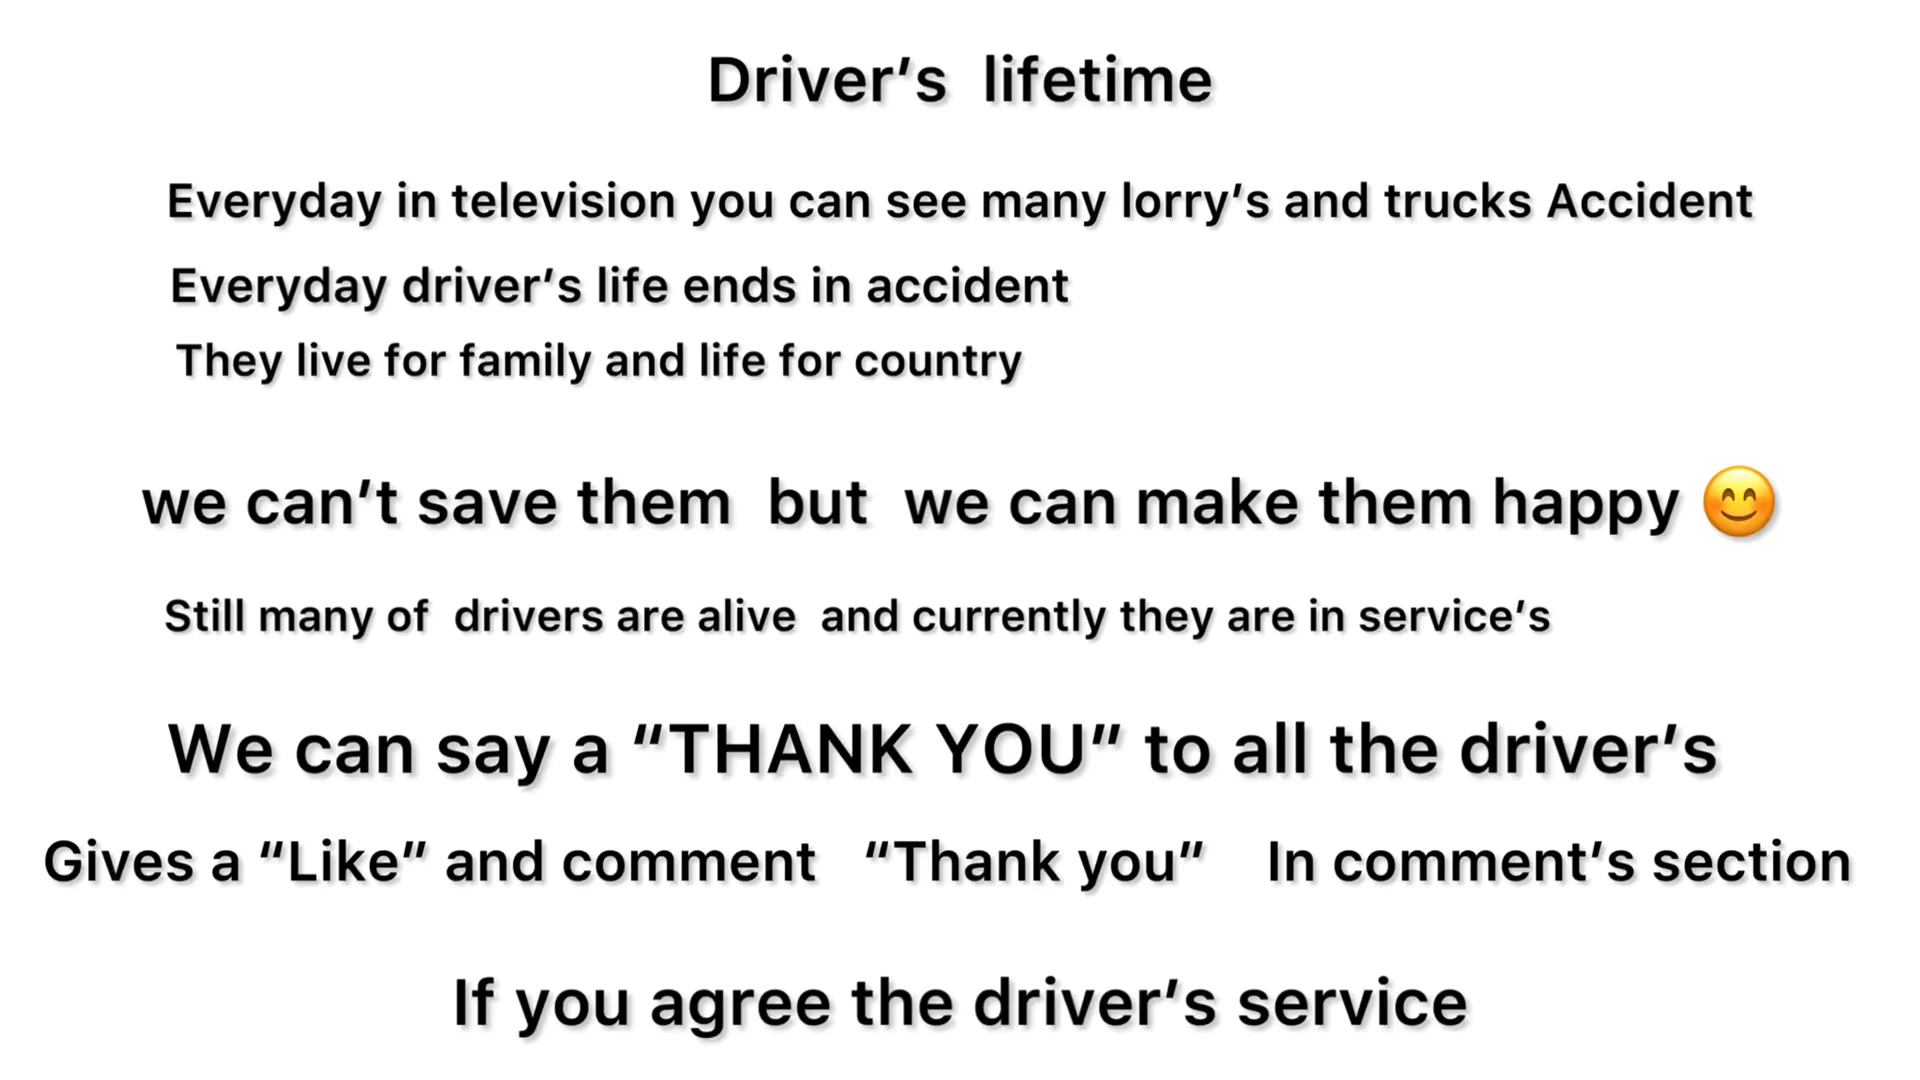 Driver’s lifetime
Everyday in television you can see many lorry’s and trucks Accident
Everyday driver’s life ends in accident
They live for family and life for country
we can’t save them but we can make them happy 😊
Still many of drivers are alive and currently they are in service’s
We can say a “THANK YOU” to all the driver’s
Gives a “Like” and comment “Thank you” In comment’s section
If you agree the driver’s service